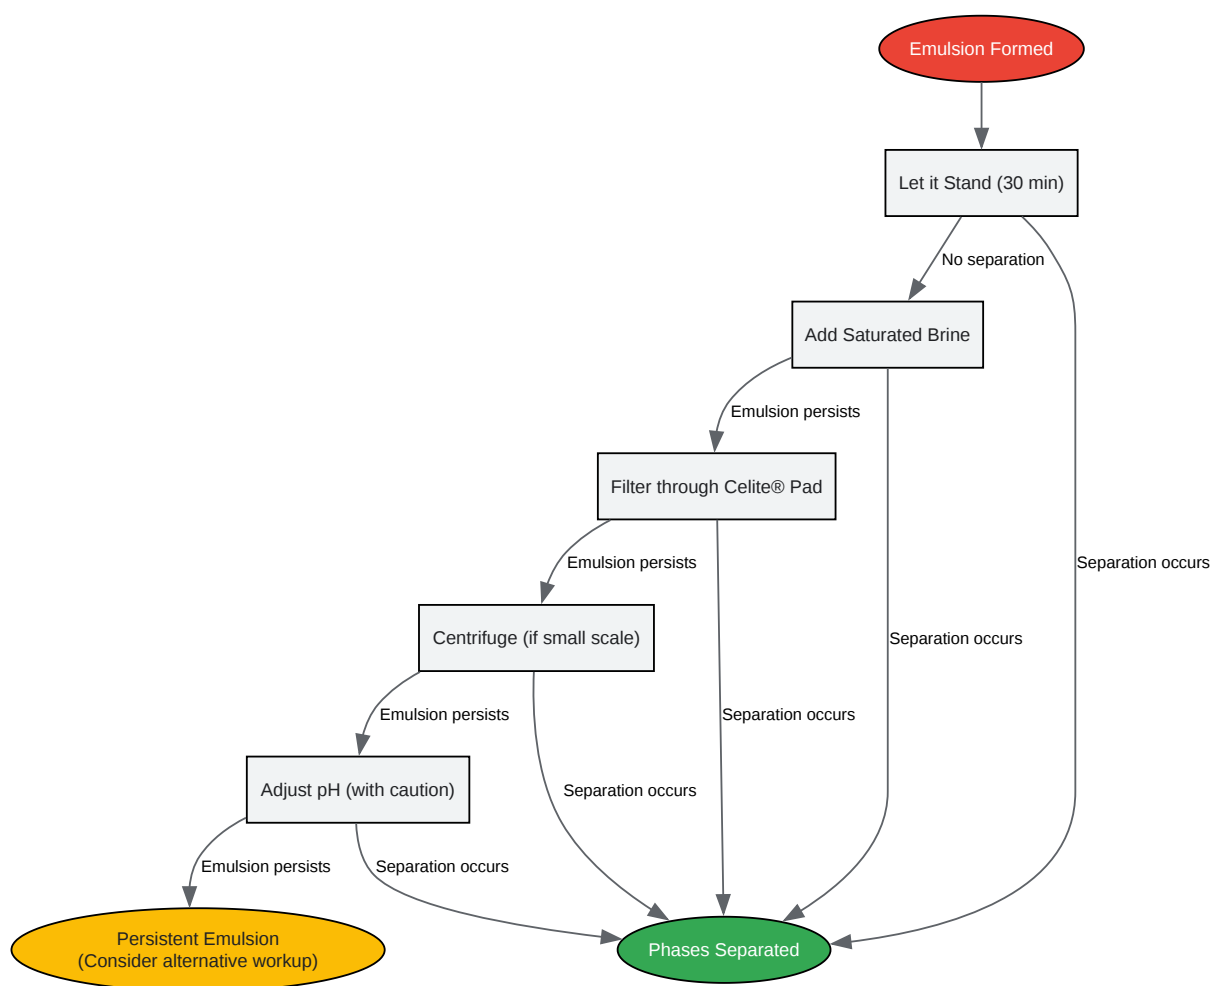 Emulsion Formed
Let it Stand (30 min)
No separation
Add Saturated Brine
Emulsion persists
Filter through Celite® Pad
Emulsion persists
Separation occurs
Centrifuge (if small scale)
Separation occurs
Emulsion persists
Separation occurs
Adjust pH (with caution)
Separation occurs
Emulsion persists
Separation occurs
Persistent Emulsion
(Consider alternative workup)
Phases Separated